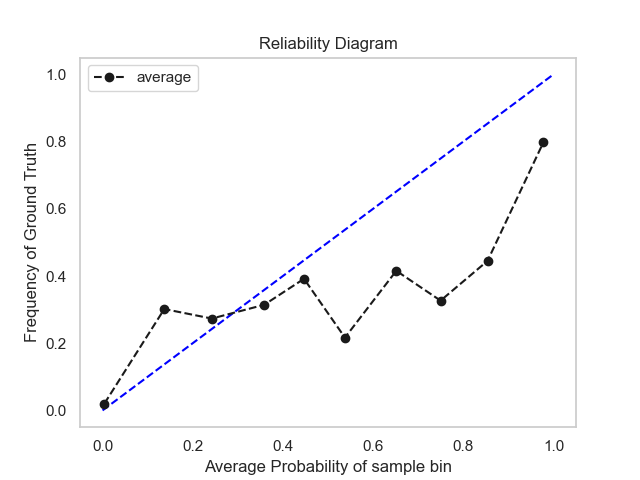 Reliability Diagram
average
Frequency of Ground Truth
1.0
0.8
0.6
0.4
0.2
0.0
0.0 0.2 0.4 0.6 0.8 1.0
Average Probability of sample bin